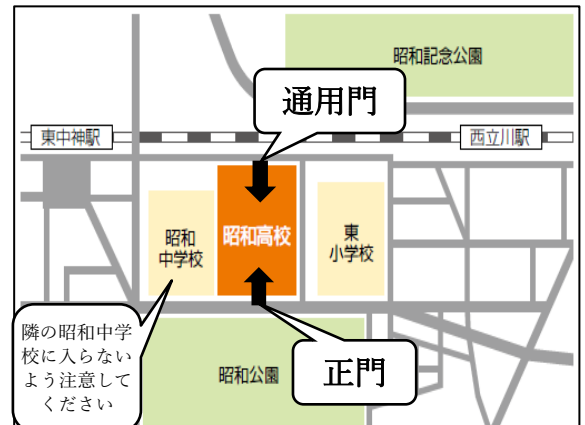 昭和記念公園
通用門
東中神駅
西立川駅
昭和
中学校
昭和高校
東
小学校
隣の昭和中学
校に入らない
よう注意して
ください
昭和公園
正門